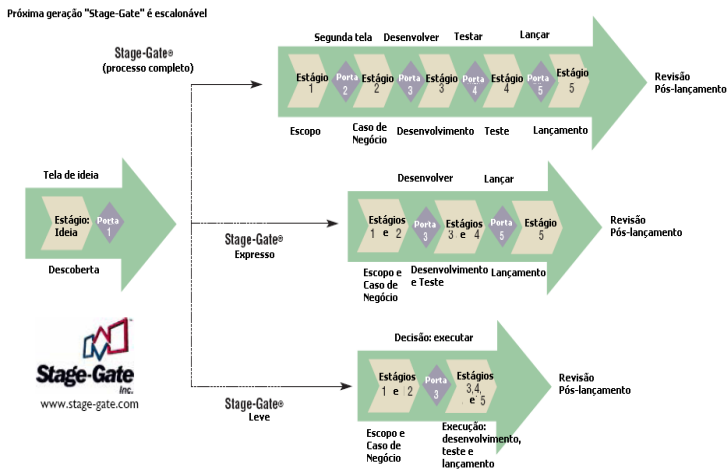 Próxima geração "Stage-Gate" é escalonável
Stage-Gate®
(processo completo)
Segunda tela
Desenvolver
Testar
Lançar
Estágio
1
Porta
2
Estágio
2
Porta
3
Estágio
3
Porta
4
Estágio
4
Porta
5
Estágio
5
Escopo
Caso de
Negócio
Desenvolvimento
Teste
Lançamento
Revisão
Pós-lançamento
Tela de ideia
Estágio:
Ideia
Porta
1
Descoberta
Stage-Gate®
Expresso
Desenvolver
Lançar
Estágios
1 e 2
Porta
3
Estágios
3 e 4
Porta
5
Estágio
5
Escopo e
Caso de
Negócio
Desenvolvimento
e Teste
Lançamento
Revisão
Pós-lançamento
Stage-Gate
Inc.
www.stage-gate.com
Stage-Gate®
Leve
Decisão: executar
Estágios
1 e 2
Porta
3
Estágios
3,4,
e 5
Escopo e
Caso de
Negócio
Execução:
desenvolvimento,
teste e
lançamento
Revisão
Pós-lançamento